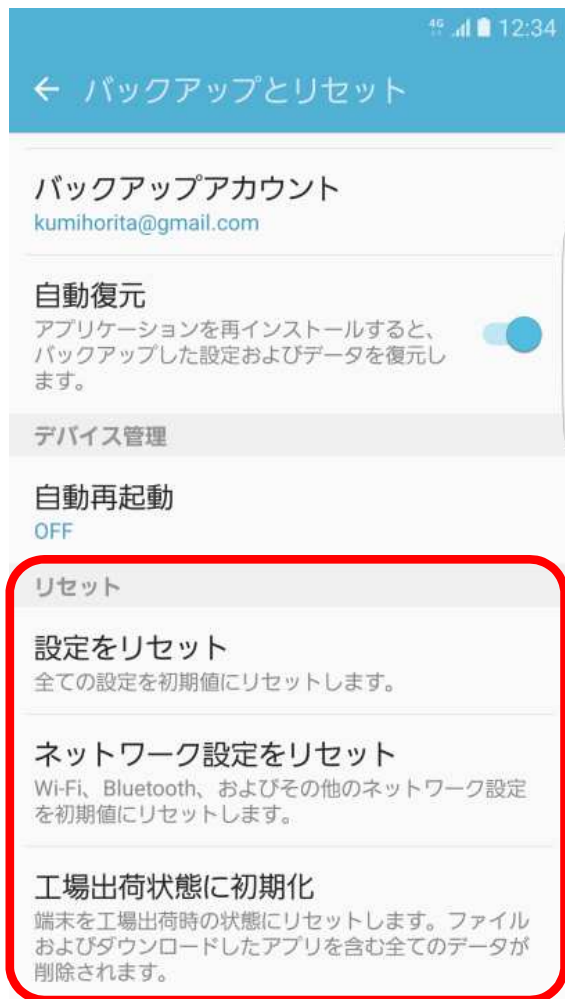 4G 12:34
バックアップとリセット
バックアップアカウント
kumihorita@gmail.com
自動復元
アプリケーションを再インストールすると、
バックアップした設定およびデータを復元し
ます。
デバイス管理
自動再起動
OFF
リセット
設定をリセット
全ての設定を初期値にリセットします。
ネットワーク設定をリセット
Wi-Fi、Bluetooth、およびその他のネットワーク設定
を初期値にリセットします。
工場出荷状態に初期化
端末を工場出荷時の状態にリセットします。ファイル
およびダウンロードしたアプリを含む全てのデータが
削除されます。